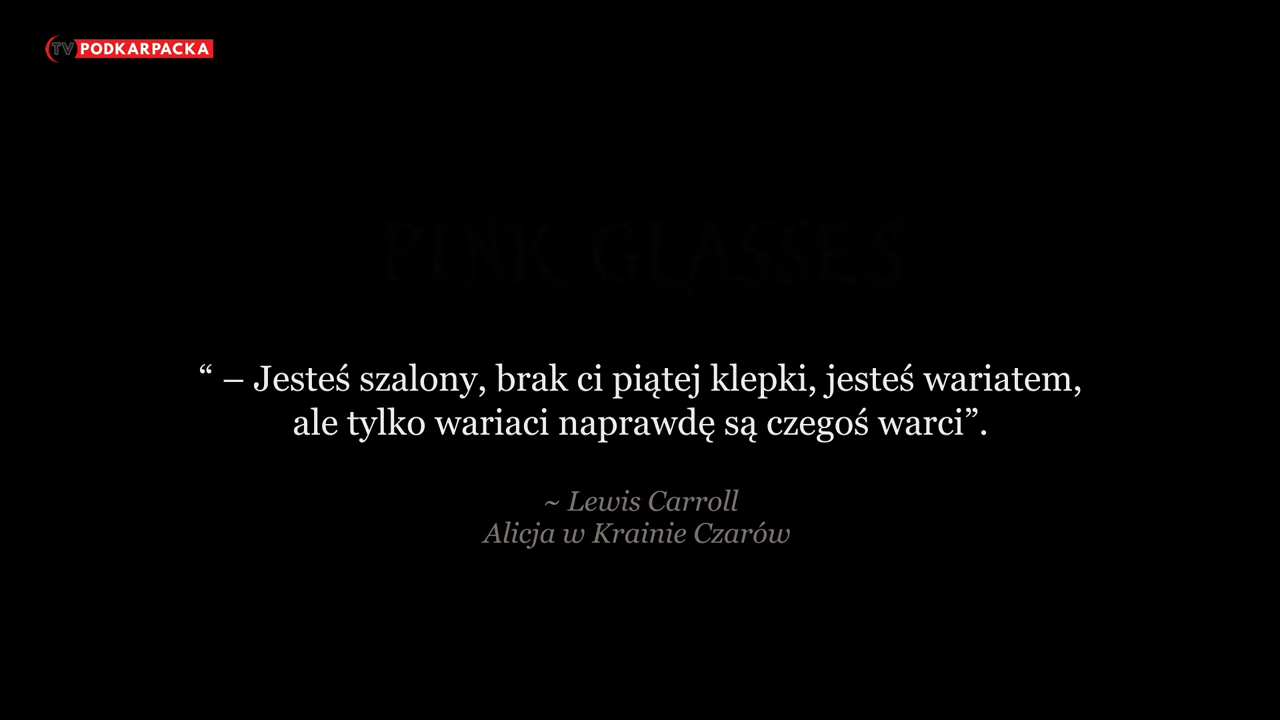 TV PODKARPACKA
PINK GLASSES
“ – Jesteś szalony, brak ci piątej klepki, jesteś wariatem,
ale tylko wariaci naprawdę są czegoś warci”.
~ Lewis Carroll
Alicja w Krainie Czarów